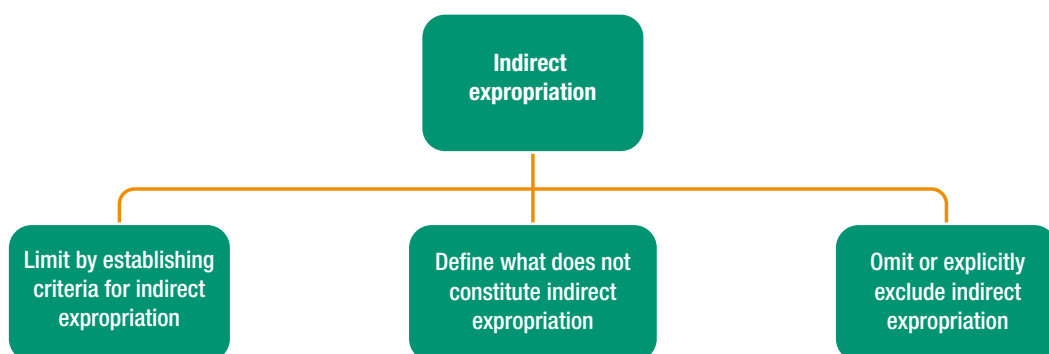 Indirect
expropriation
Limit by establishing
criteria for indirect
expropriation
Define what does not
constitute indirect
expropriation
Omit or explicitly
exclude indirect
expropriation